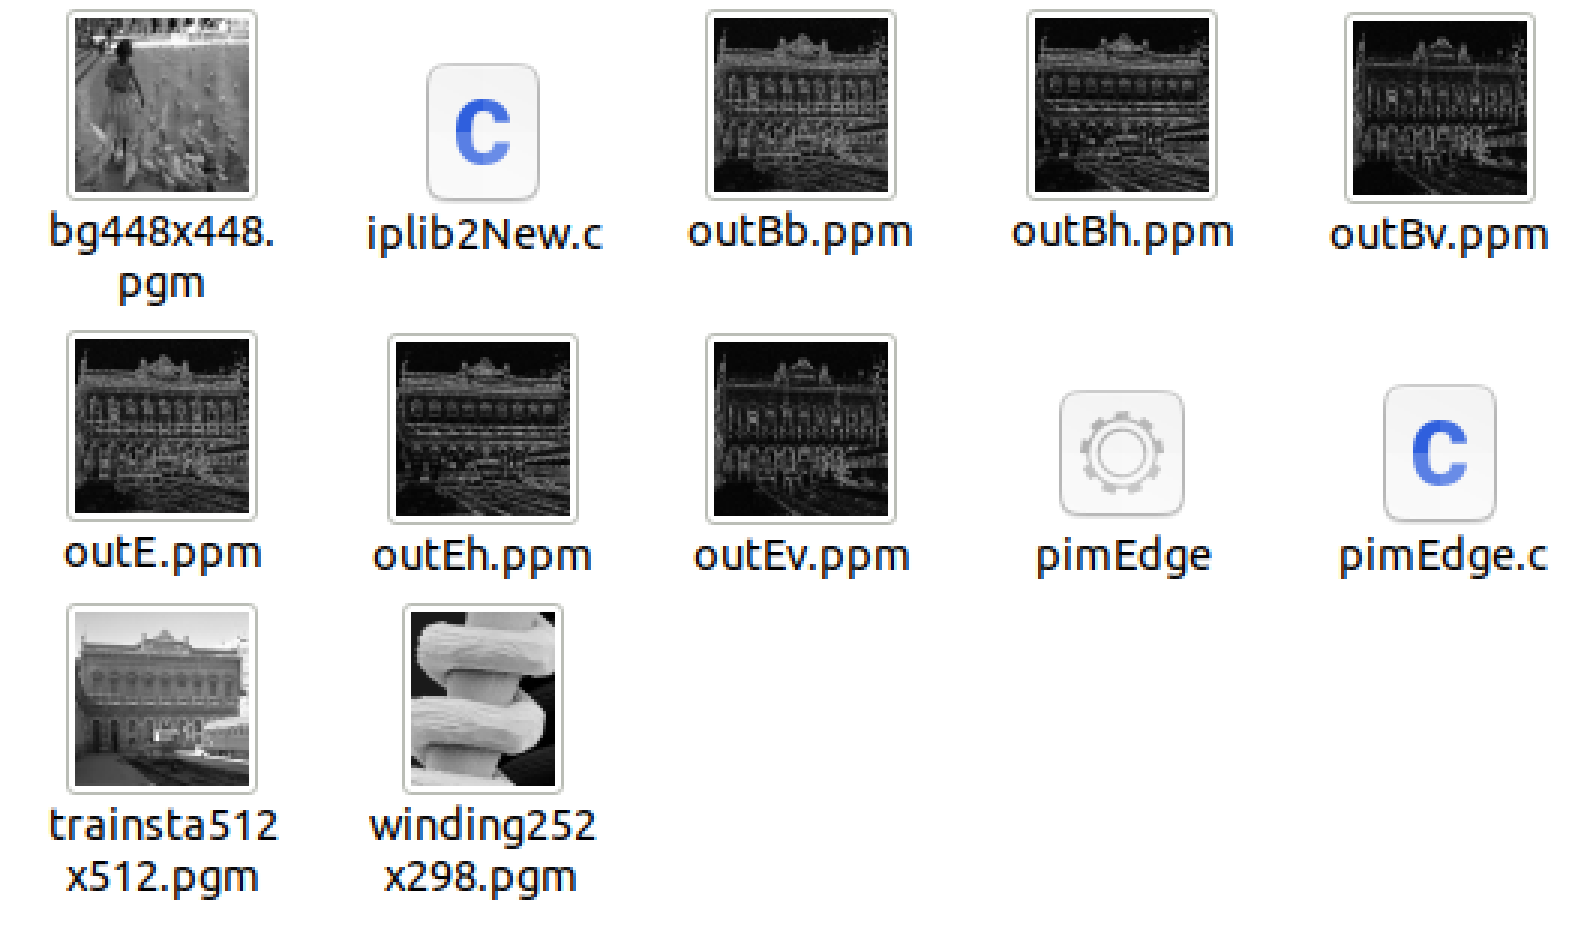 bg448x448.
pgm
C
iplib2New.c
outBb.ppm
outBh.ppm
outBv.ppm
outE.ppm
outEh.ppm
outEv.ppm
pimEdge
C
pimEdge.c
trainsta512
x512.pgm
winding252
x298.pgm